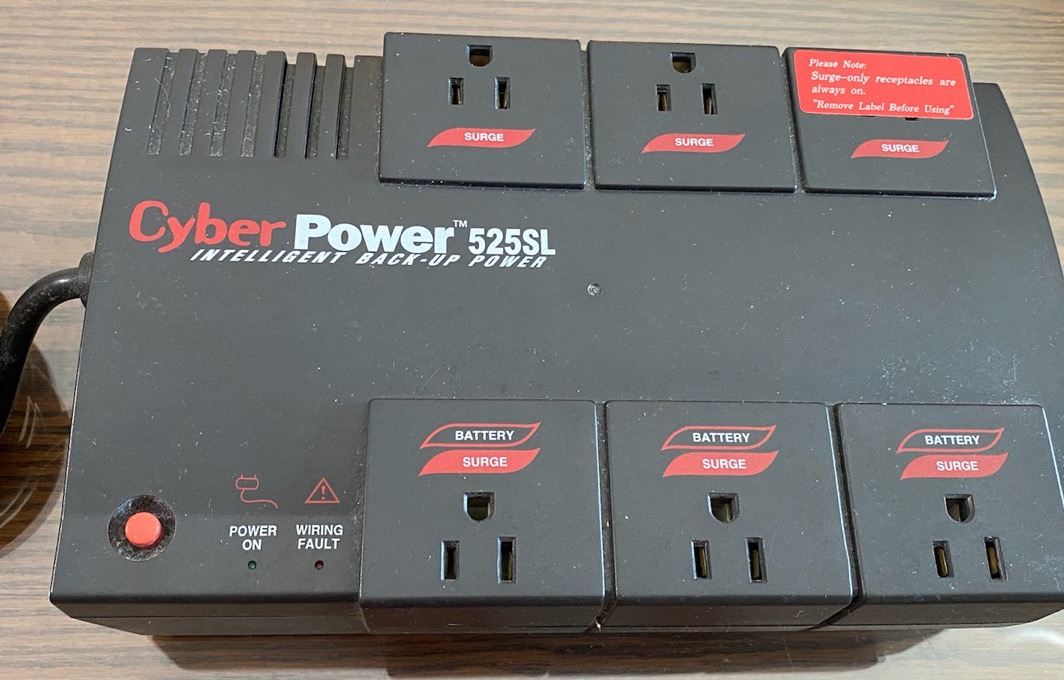 Please Note:
Surge-only receptacles are
always on.
"Remove Label Before Using"
SURGE
SURGE
SURGE
CyberPower™ 525SL
INTELLIGENT BACK-UP POWER
BATTERY
SURGE
BATTERY
SURGE
BATTERY
SURGE
POWER
ON
WIRING
FAULT